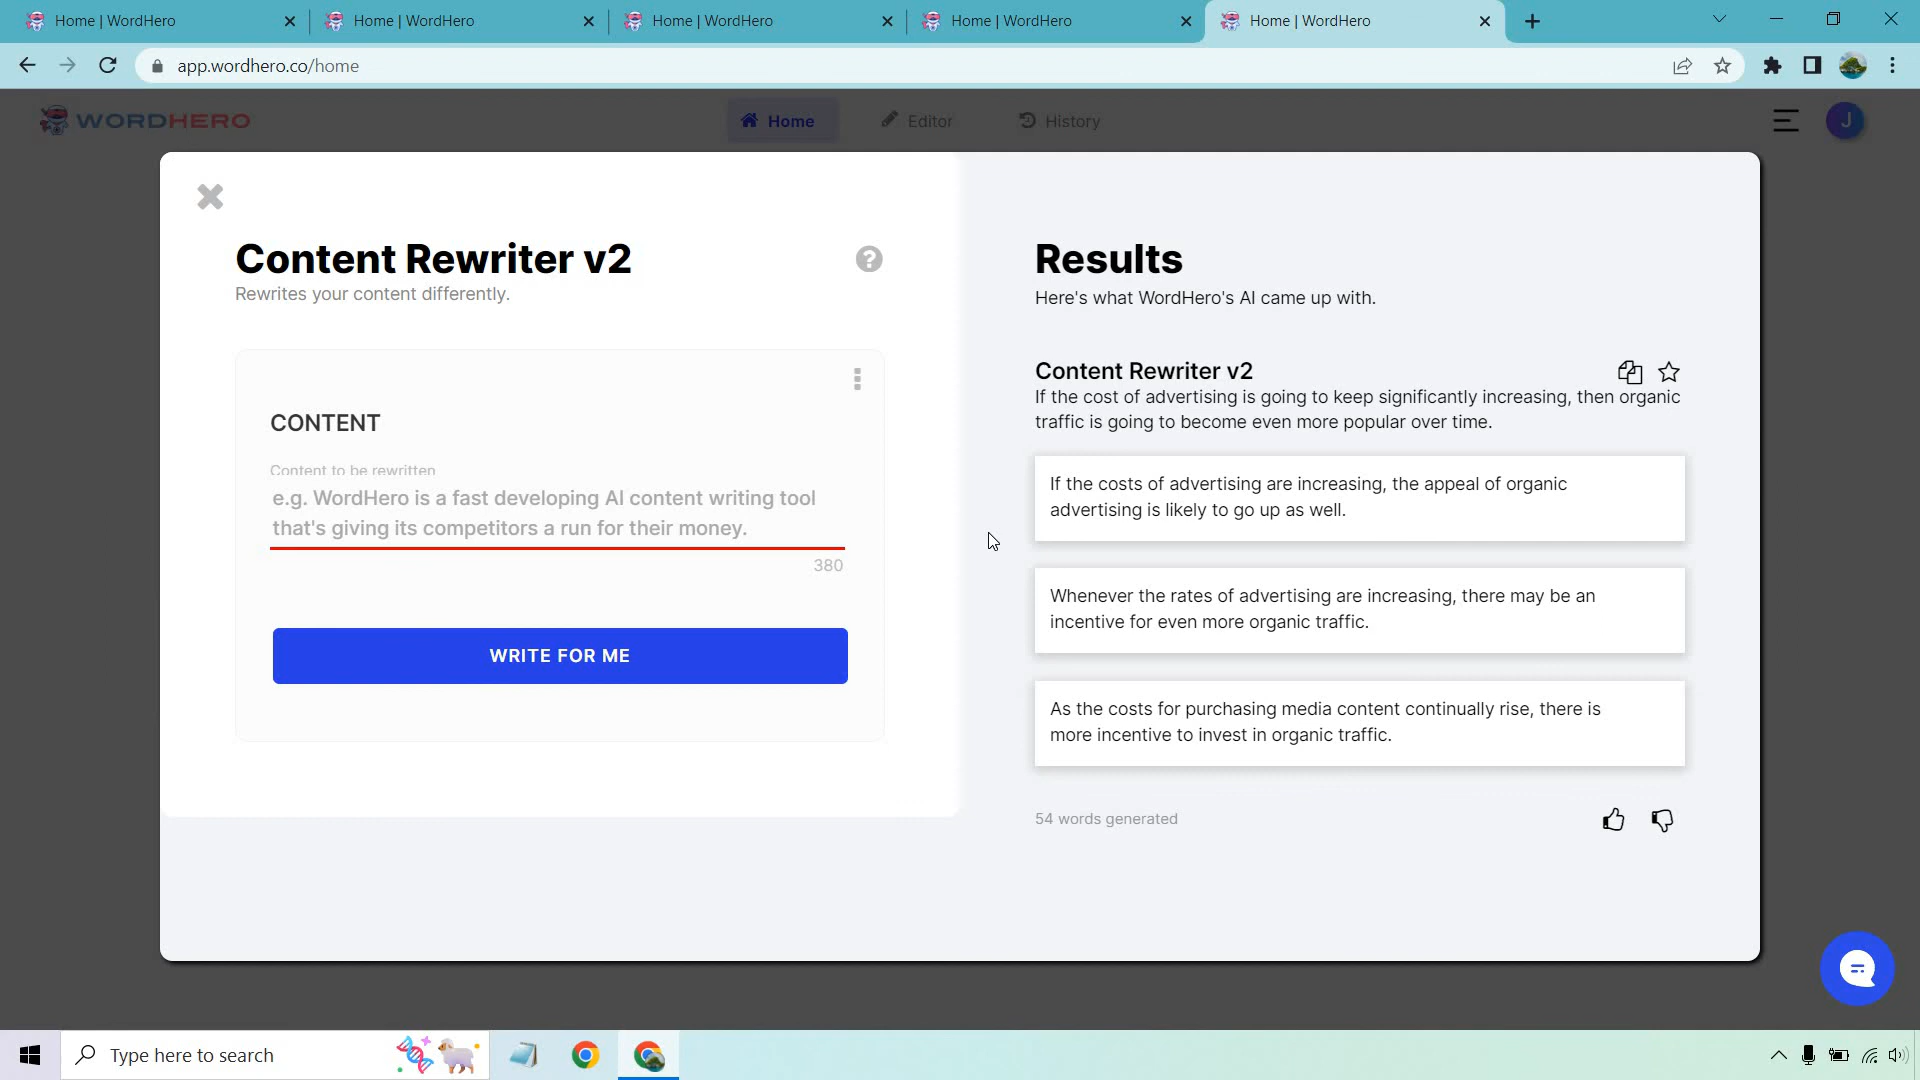 Home | WordHero
Home | WordHero
Home | WordHero
Home | WordHero
Home | WordHero
app.wordhero.co/home
WORDHERO
Home
Editor
History
J
Content Rewriter v2
Rewrites your content differently.
CONTENT
Content to be rewritten
e.g. WordHero is a fast developing AI content writing tool
that's giving its competitors a run for their money.
380
WRITE FOR ME
Results
Here's what WordHero's AI came up with.
Content Rewriter v2
If the cost of advertising is going to keep significantly increasing, then organic
traffic is going to become even more popular over time.
If the costs of advertising are increasing, the appeal of organic
advertising is likely to go up as well.
Whenever the rates of advertising are increasing, there may be an
incentive for even more organic traffic.
As the costs for purchasing media content continually rise, there is
more incentive to invest in organic traffic.
54 words generated
Type here to search